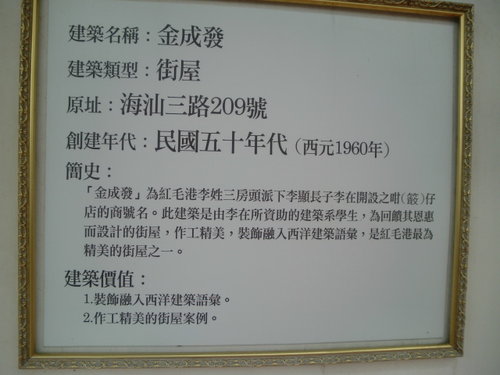 建築名稱：金成發
建築類型：街屋
原址：海汕三路209號
創建年代：民國五十年代（西元1960年）
簡史：
「金成發」為紅毛港李姓三房頭派下李顯長子李在開設之咁(籨)仔
店的商號名。此建築是由李在所資助的建築系學生，為回饋其恩惠
而設計的街屋，作工精美，裝飾融入西洋建築語彙，是紅毛港最為
精美的街屋之一。
建築價值：
1.裝飾融入西洋建築語彙。
2.作工精美的街屋案例。